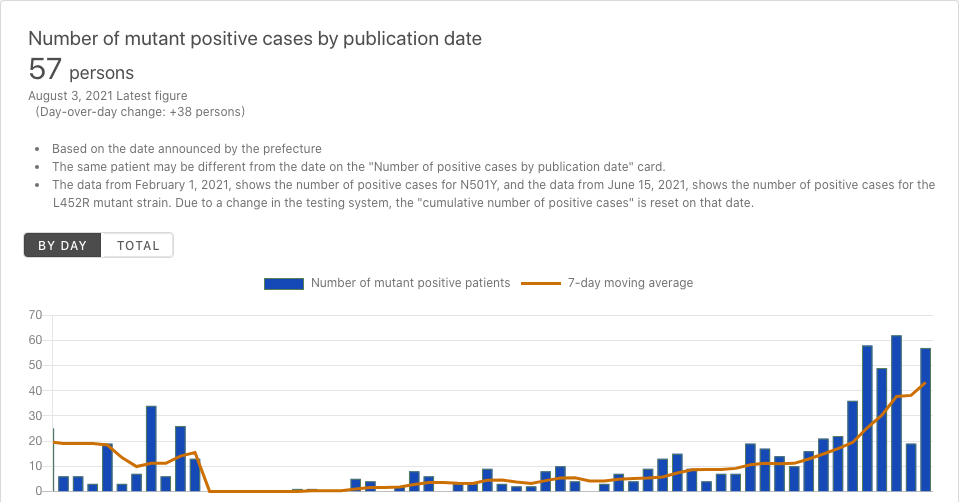 Number of mutant positive cases by publication date
57 persons
August 3, 2021 Latest figure
(Day-over-day change: +38 persons)
• Based on the date announced by the prefecture
• The same patient may be different from the date on the "Number of positive cases by publication date" card.
• The data from February 1, 2021, shows the number of positive cases for N501Y, and the data from June 15, 2021, shows the number of positive cases for the
L452R mutant strain. Due to a change in the testing system, the "cumulative number of positive cases" is reset on that date.
BY DAY TOTAL
Number of mutant positive patients 7-day moving average
70
60
50
40
30
20
10
0